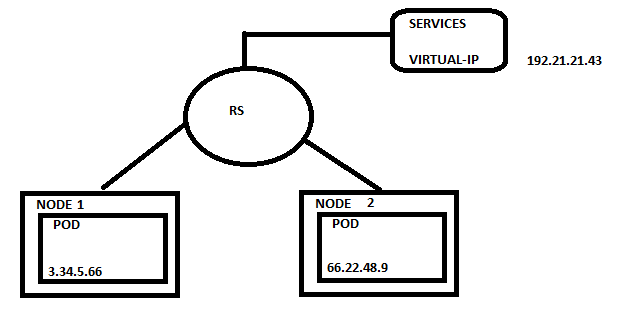 SERVICES
VIRTUAL-IP 192.21.21.43
RS
NODE 1
POD
3.34.5.66
NODE 2
POD
66.22.48.9